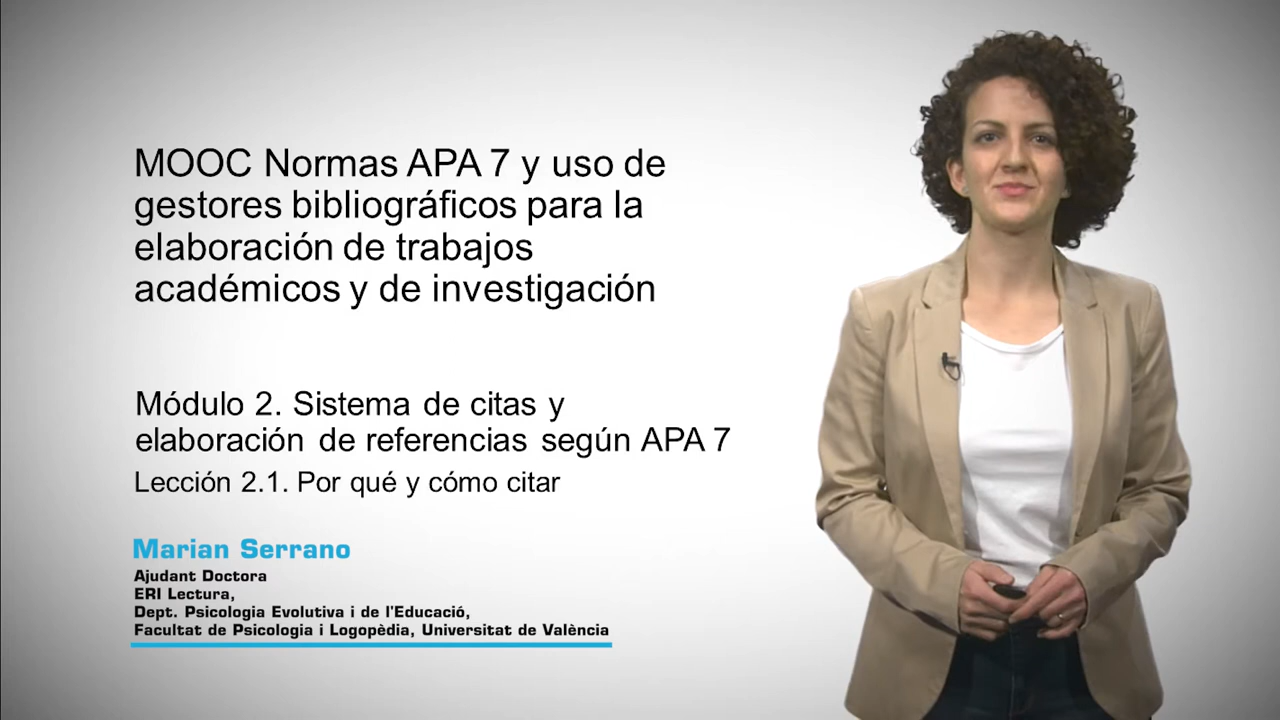 MOOC Normas APA 7 y uso de
gestores bibliográficos para la
elaboración de trabajos
académicos y de investigación
Módulo 2. Sistema de citas y
elaboración de referencias según APA 7
Lección 2.1. Por qué y cómo citar
Marian Serrano
Ajudant Doctora
ERI Lectura,
Dept. Psicologia Evolutiva i de l'Educació,
Facultat de Psicologia i Logopèdia, Universitat de València